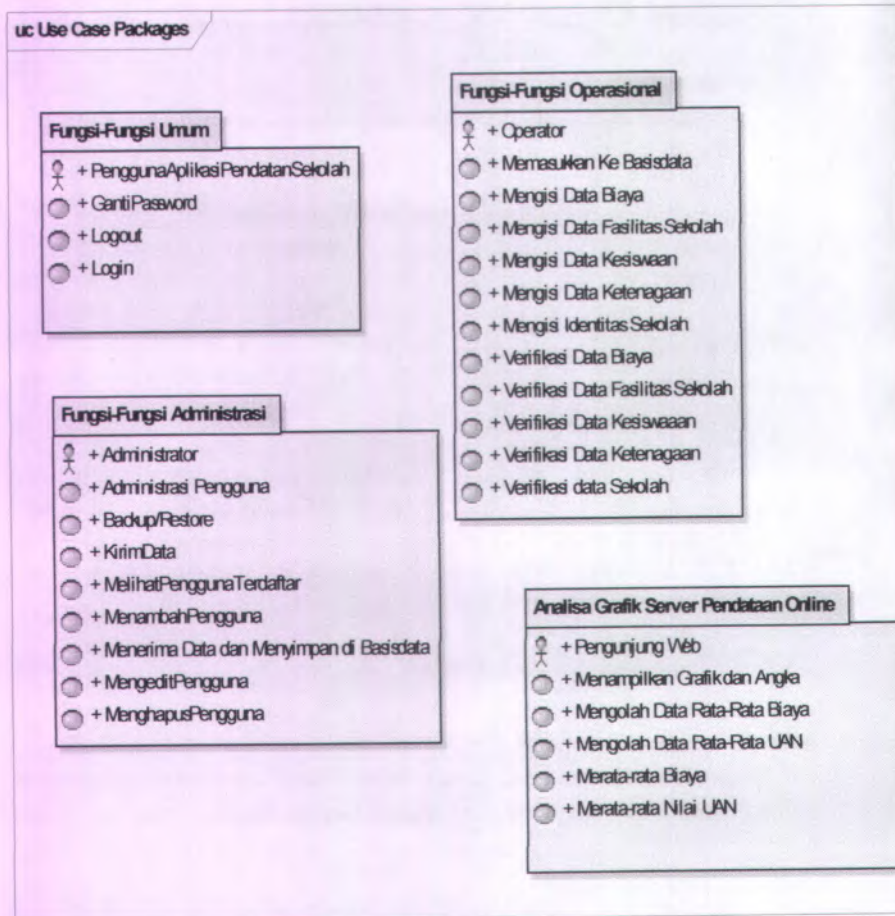 uc Use Case Packages
Fungsi-Fungsi Umum
+ PenggunaAplikasiPendatanSekolah
+ GantiPassword
+ Logout
+ Login
Fungsi-Fungsi Operasional
+ Operator
+ Memasukkan Ke Basisdata
+ Mengisi Data Biaya
+ Mengisi Data Fasilitas Sekolah
+ Mengisi Data Kesiswaan
+ Mengisi Data Ketenagaan
+ Mengisi Identitas Sekolah
+ Verifikasi Data Biaya
+ Verifikasi Data Fasilitas Sekolah
+ Verifikasi Data Kesiswaaan
+ Verifikasi Data Ketenagaan
+ Verifikasi data Sekolah
Fungsi-Fungsi Administrasi
+ Administrator
+ Administrasi Pengguna
+ Backup/Restore
+ KirimData
+ MelihatPenggunaTerdaftar
+ MenambahPengguna
+ Menerima Data dan Menyimpan di Basisdata
+ MengeditPengguna
+ MenghapusPengguna
Analisa Grafik Server Pendataan Online
+ Pengunjung Web
+ Menampilkan Grafik dan Angka
+ Mengolah Data Rata-Rata Biaya
+ Mengolah Data Rata-Rata UAN
+ Merata-rata Biaya
+ Merata-rata Nilai UAN